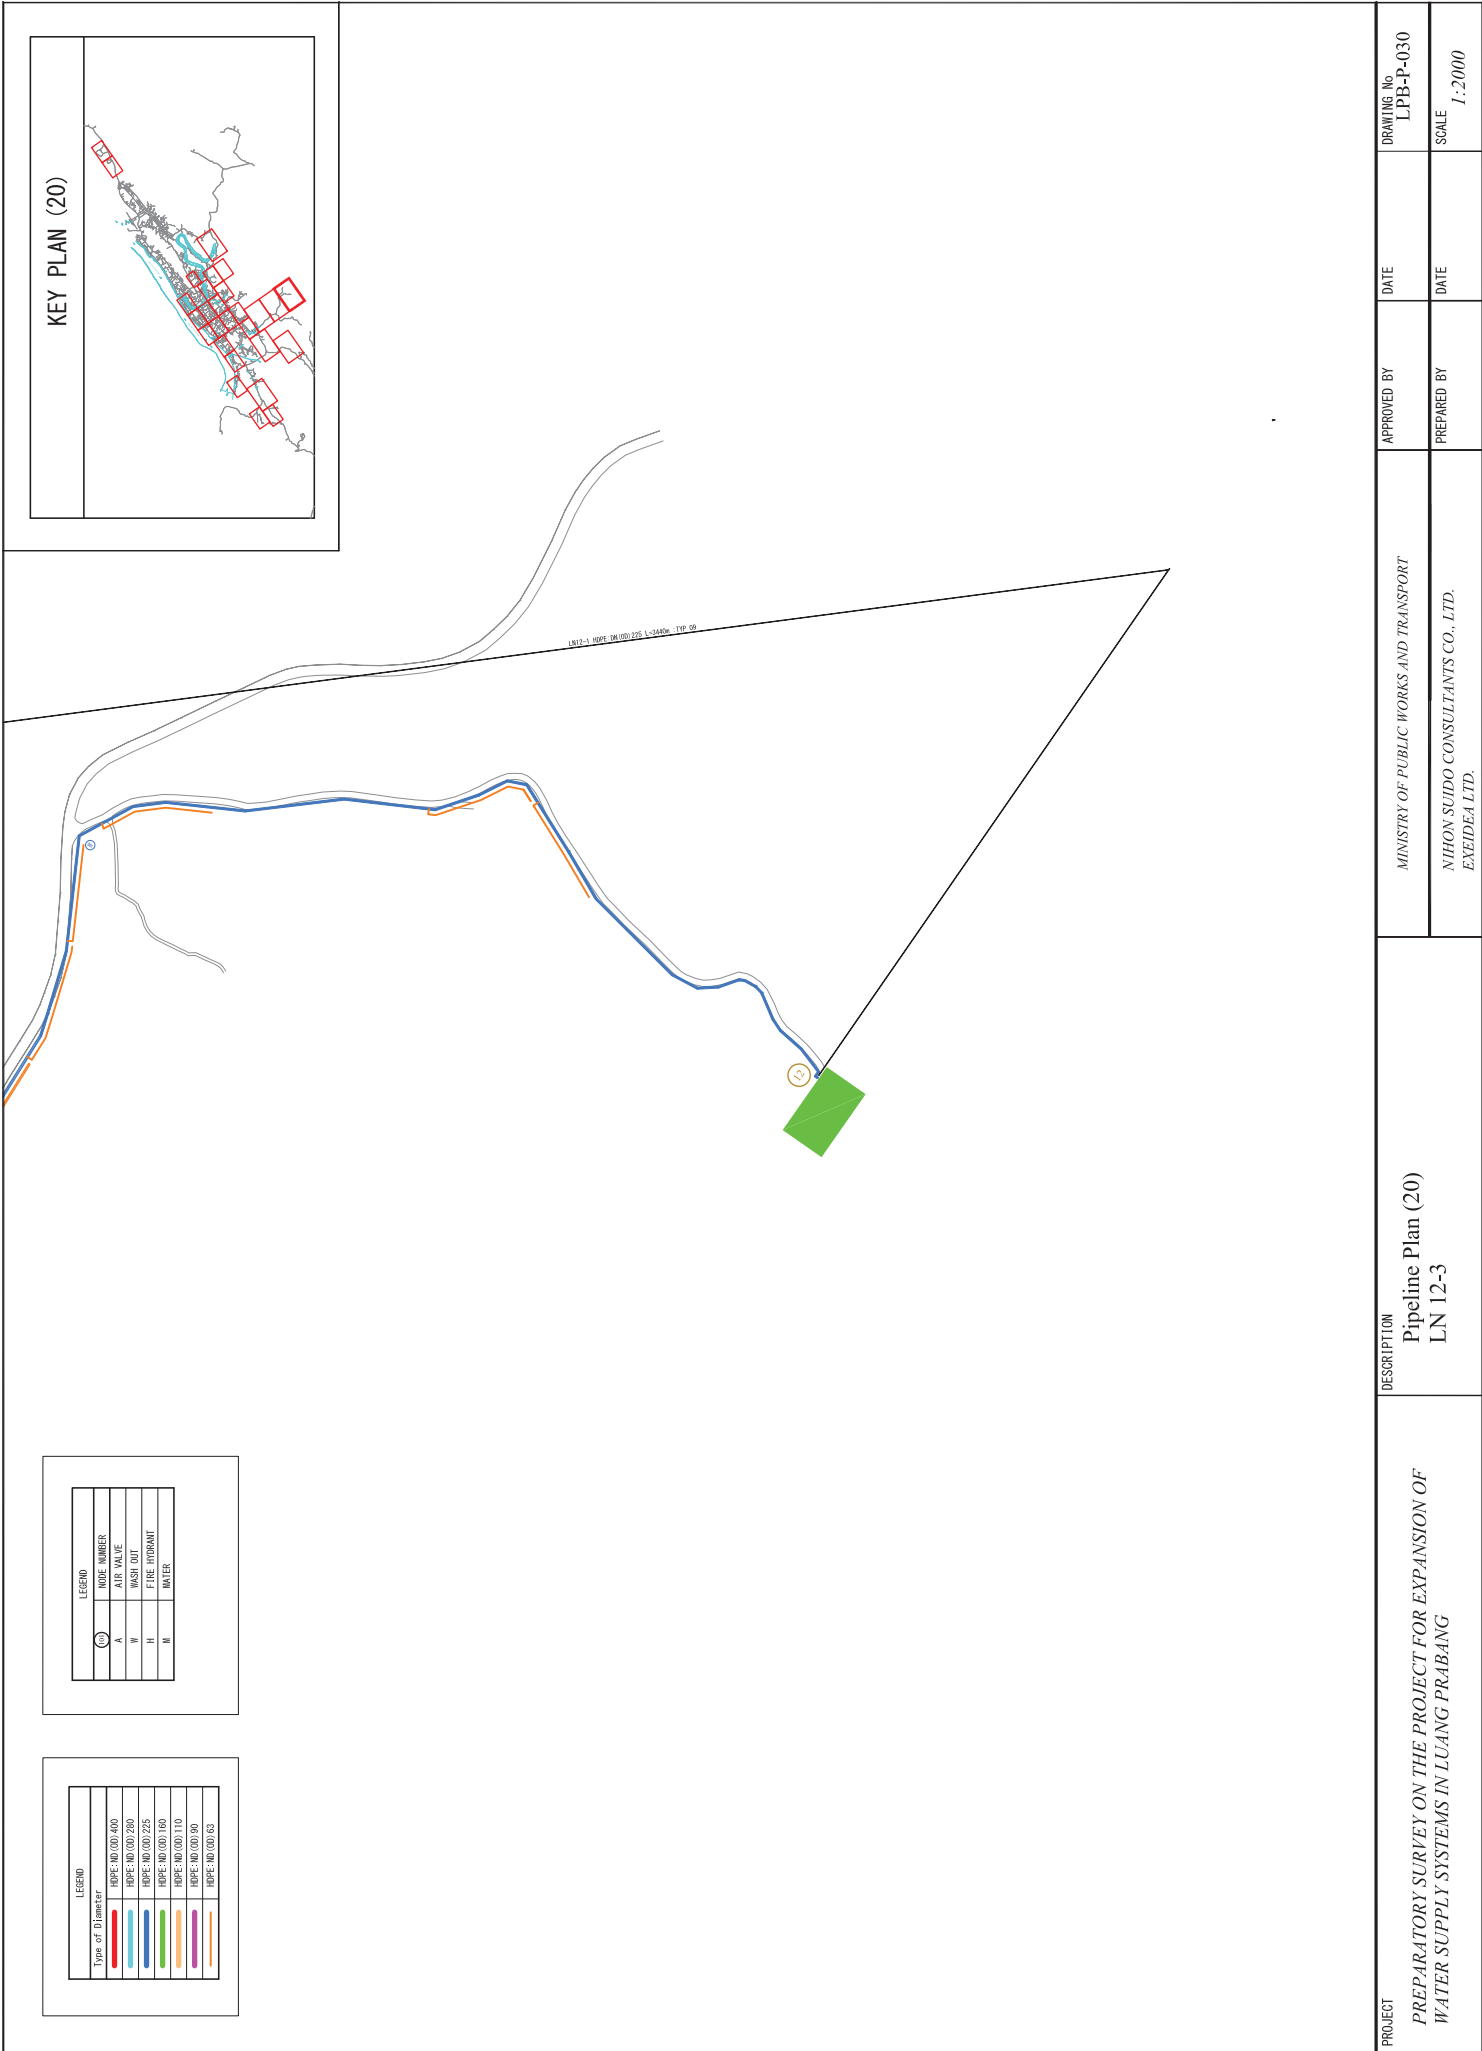 KEY PLAN (20)
LN12-1 HDPE:DN(OD)225 L=3440m :TYP 09
12
LEGEND
Type of Diameter
HDPE:ND(OD)400
HDPE:ND(OD)280
HDPE:ND(OD)225
HDPE:ND(OD)160
HDPE:ND(OD)110
HDPE:ND(OD)90
HDPE:ND(OD)63
LEGEND
101 NODE NUMBER
A AIR VALVE
W WASH OUT
H FIRE HYDRANT
M MATER
PROJECT
PREPARATORY SURVEY ON THE PROJECT FOR EXPANSION OF
WATER SUPPLY SYSTEMS IN LUANG PRABANG
DESCRIPTION
Pipeline Plan (20)
LN 12-3
MINISTRY OF PUBLIC WORKS AND TRANSPORT
NIHON SUIDO CONSULTANTS CO., LTD.
EXEIDEA LTD.
APPROVED BY
DATE
PREPARED BY
DATE
DRAWING No
LPB-P-030
SCALE
1:2000